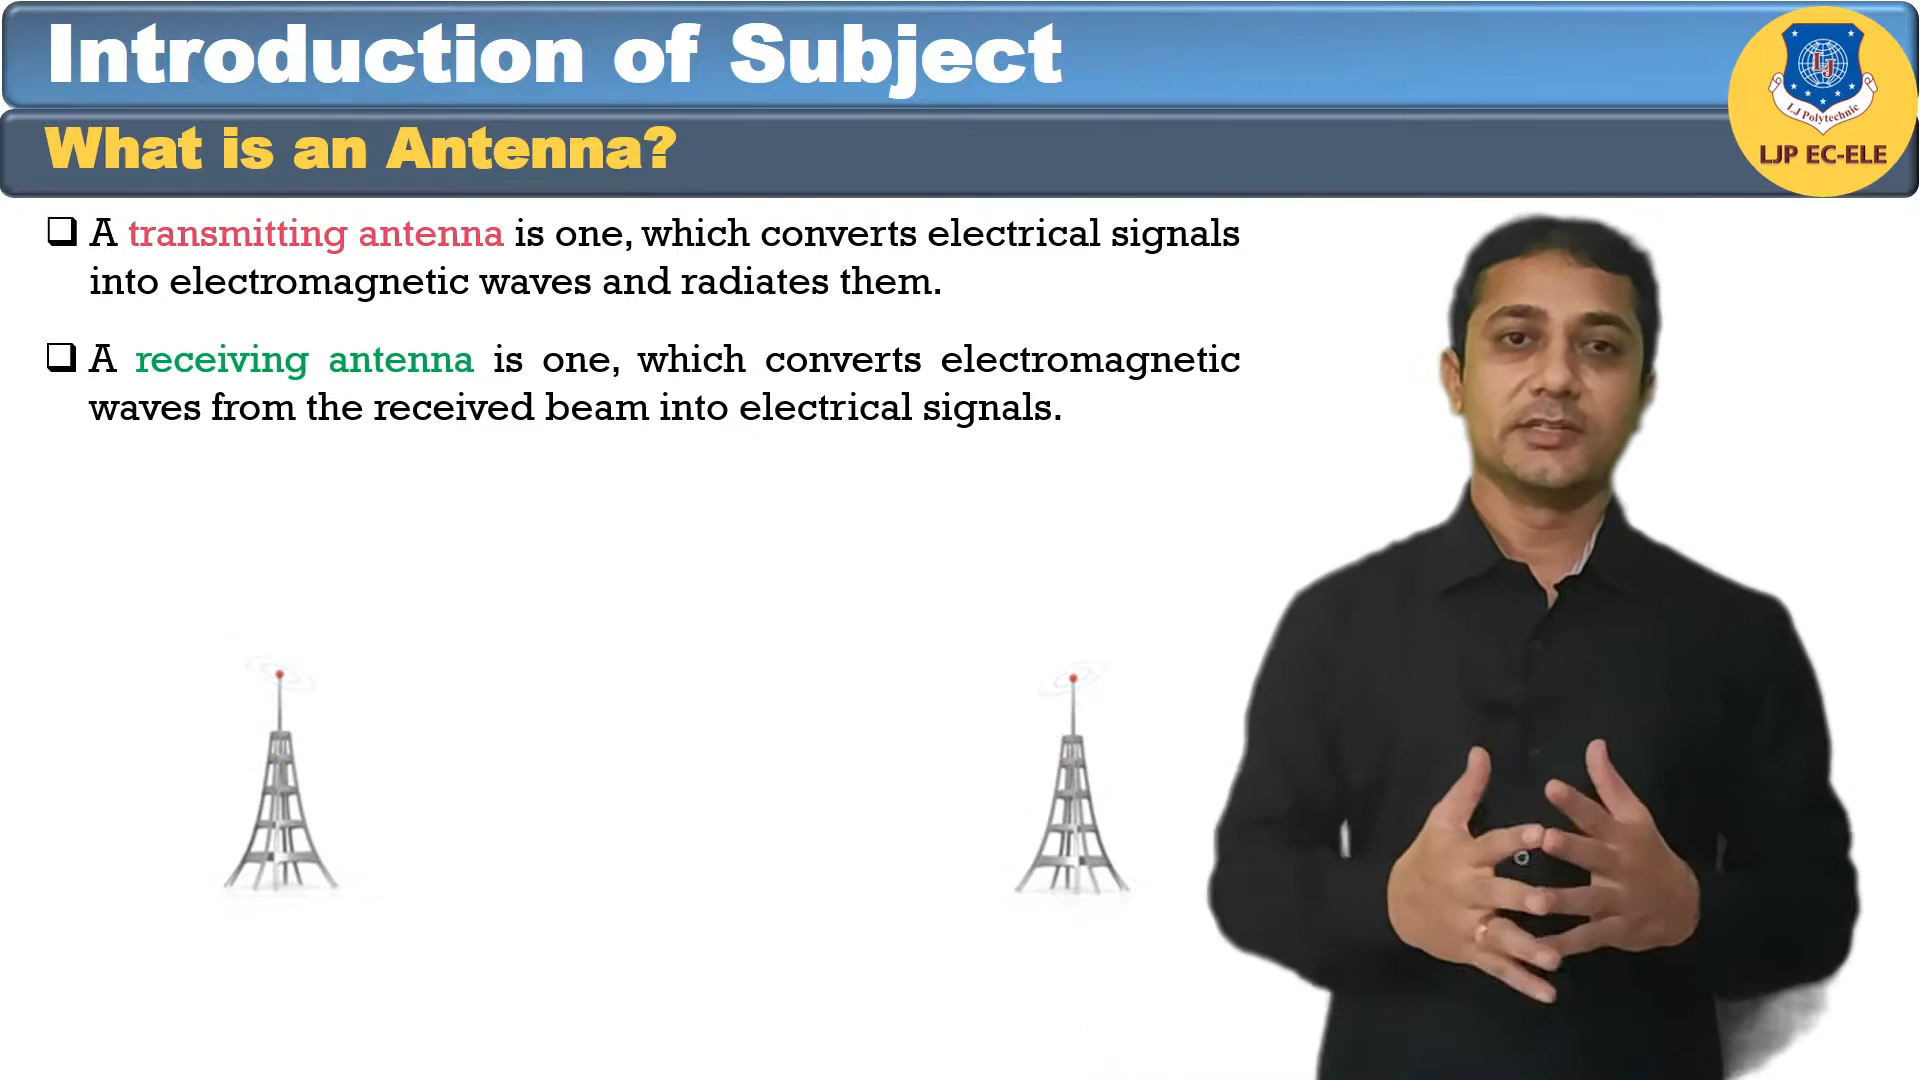 Introduction of Subject
What is an Antenna?
LJ
LJ Polytechnic
LJP EC-ELE
A transmitting antenna is one, which converts electrical signals
into electromagnetic waves and radiates them.
A receiving antenna is one, which converts electromagnetic
waves from the received beam into electrical signals.